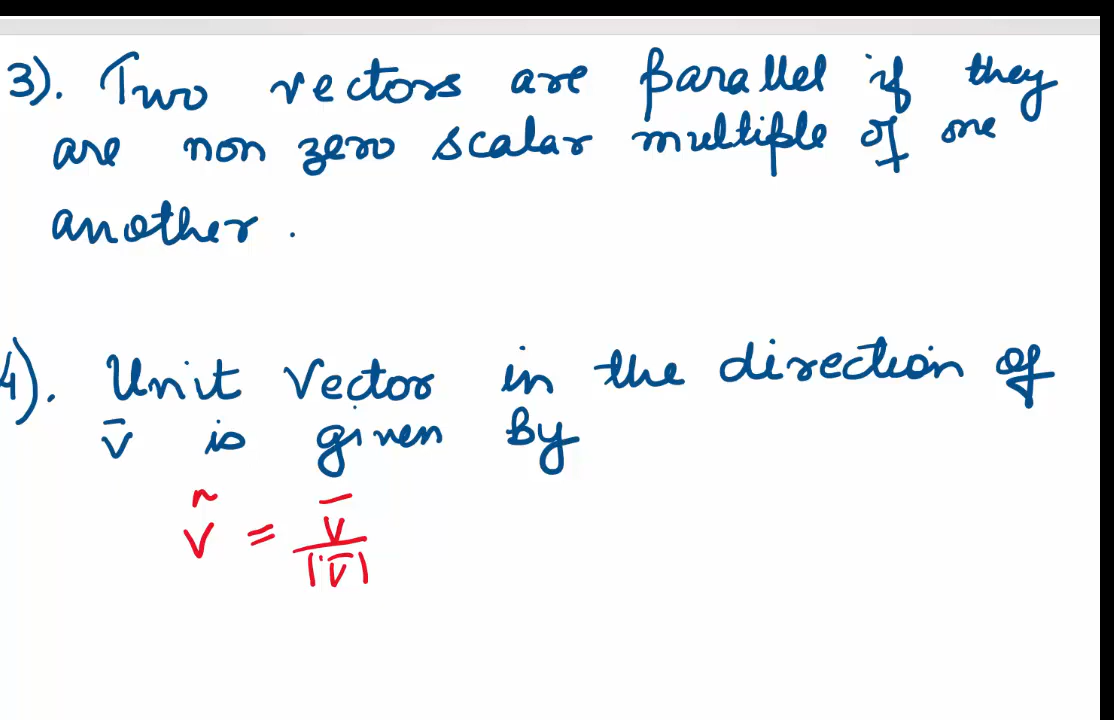 3). Two vectors are parallel if they
are non zero scalar multiple of one
another.
4). Unit Vector in the direction of
v̄ is given by
ṽ = v̄ / |v̄|